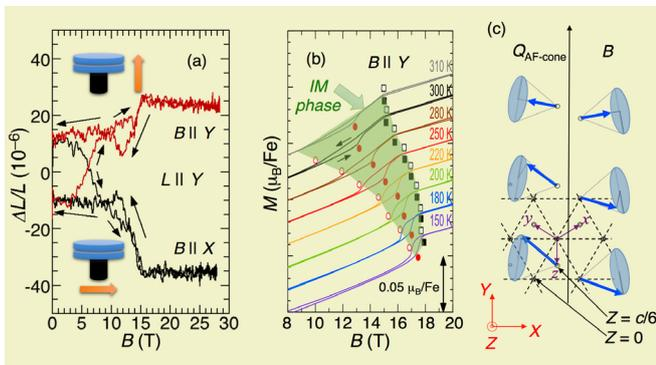 (a)
ΔL/L (10⁻⁶)
40
20
0
-20
-40
B || Y
L || Y
B || X
0 5 10 15 20 25 30
B (T)
(b)
B || Y
IM
phase
M (μB/Fe)
310 K
300 K
280 K
250 K
220 K
200 K
180 K
150 K
0.05 μB/Fe
8 10 12 14 16 18 20
B (T)
(c)
QAF-cone
B
y
x
z
Y
X
Z
Z = c/6
Z = 0